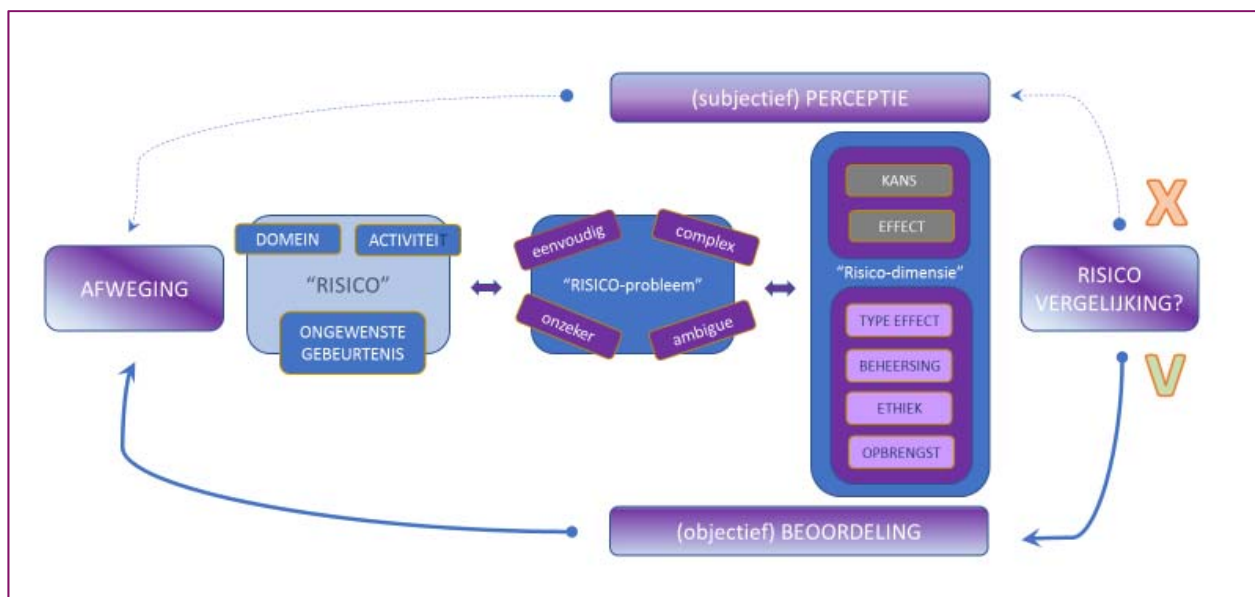 (subjectief) PERCEPTIE
X
KANS
EFFECT
DOMEIN
ACTIVITEIT
eenvoudig
complex
AFWEGING
"RISICO"
"RISICO-probleem"
"Risico-dimensie"
RISICO
VERGELIJKING?
onzeker
ambigue
ONGEWENSTE
GEBEURTENIS
TYPE EFFECT
BEHEERSING
ETHIEK
OPBRENGST
V
(objectief) BEOORDELING